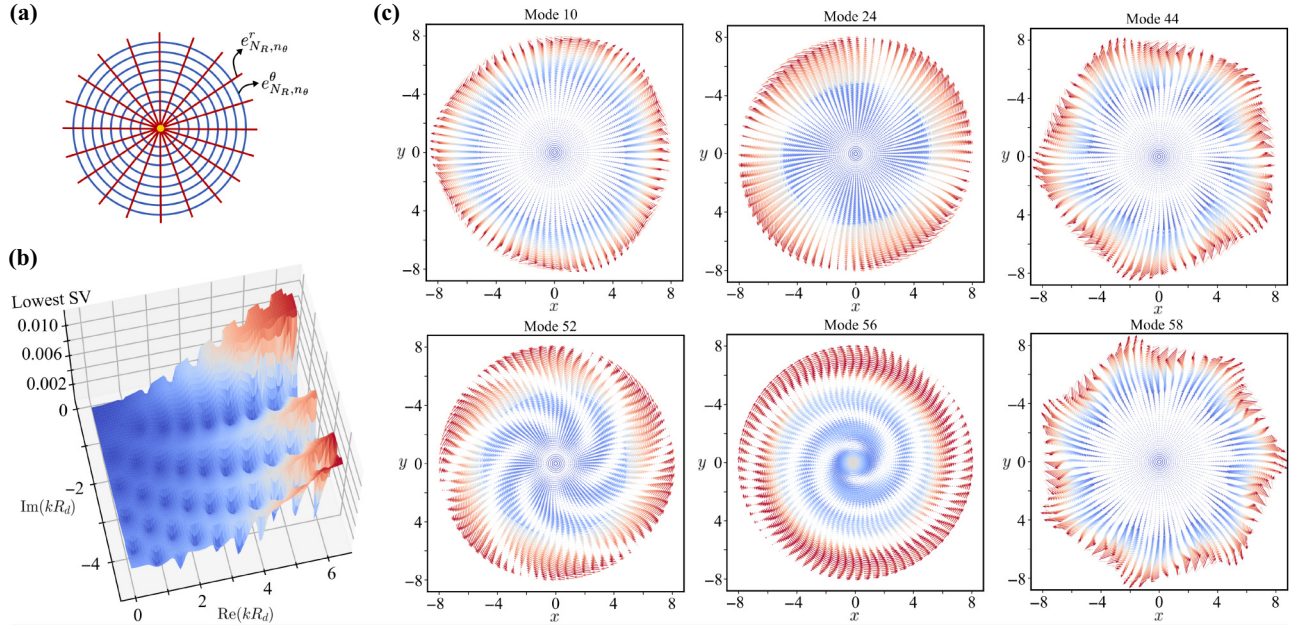 (a)
e^r_{N_R, n_θ}
e^θ_{N_R, n_θ}
(b)
Lowest SV
0.010
0.006
0.002
0
−2
−4
Im(kR_d)
0 2 4 6
Re(kR_d)
(c)
Mode 10
−8
−4
y 0
4
−8
−8 −4 0 4 8
x
Mode 24
8
−4
y 0
4
−8
−8 −4 0 4 8
x
Mode 44
8
−4
y 0
4
−8
−8 −4 0 4 8
x
Mode 52
8
−4
y 0
4
−8
−8 −4 0 4 8
x
Mode 56
8
−4
y 0
4
−8
−8 −4 0 4 8
x
Mode 58
8
−4
y 0
4
−8
−8 −4 0 4 8
x